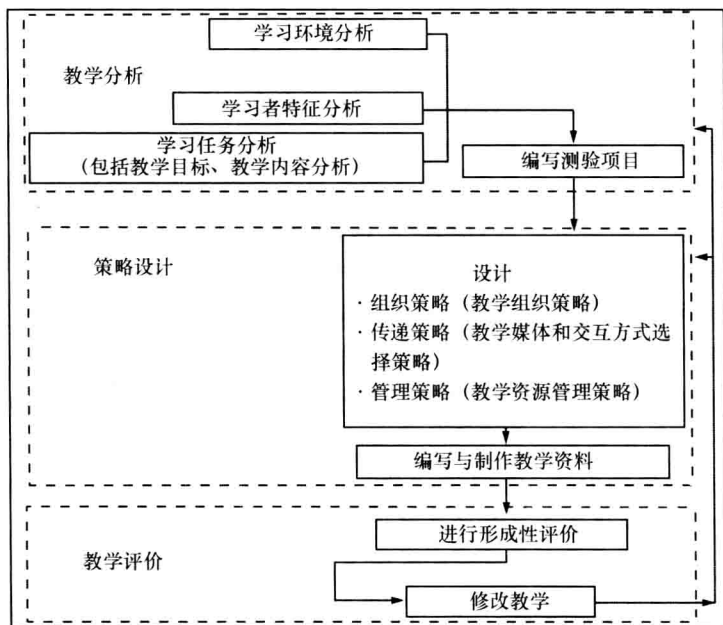 学习环境分析
教学分析
学习者特征分析
学习任务分析
（包括教学目标、教学内容分析）
编写测验项目
策略设计
设计
· 组织策略（教学组织策略）
· 传递策略（教学媒体和交互方式选
择策略）
· 管理策略（教学资源管理策略）
编写与制作教学资料
进行形成性评价
教学评价
修改教学